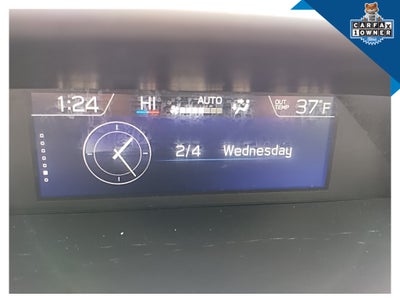 CARFAX
1 OWNER
1:24 HI AUTO OUT TEMP 37°F
2/4 Wednesday